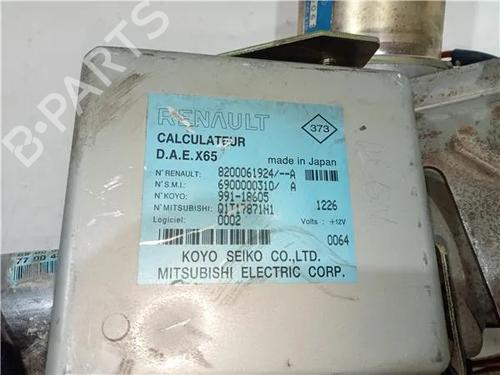 RENAULT
373
CALCULATEUR
D.A.E.X65
made in Japan
N° RENAULT: 8200061924/--A
N° S.M.I.: 6900000310/ A
N° KOYO: 991-18605
N° MITSUBISHI: Q1T17871H1 1226
Logiciel: 0002 Volts: +12V
0064
KOYO SEIKO CO.,LTD.
MITSUBISHI ELECTRIC CORP.
B-PARTS